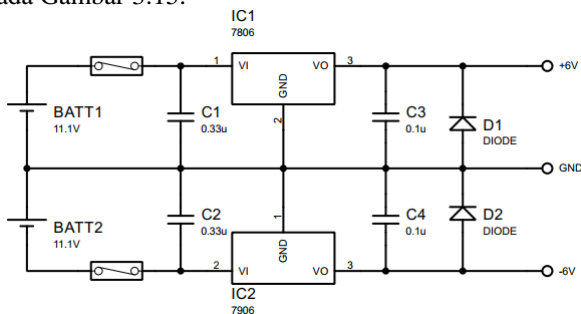 ada Gambar 3.15.
IC1
7806
1 VI VO 3 +6V
GND
2
BATT1
11.1V
C1
0.33u
C3
0.1u
D1
DIODE
GND
BATT2
11.1V
C2
0.33u
C4
0.1u
D2
DIODE
1
GND
2 VI VO 3 -6V
IC2
7906